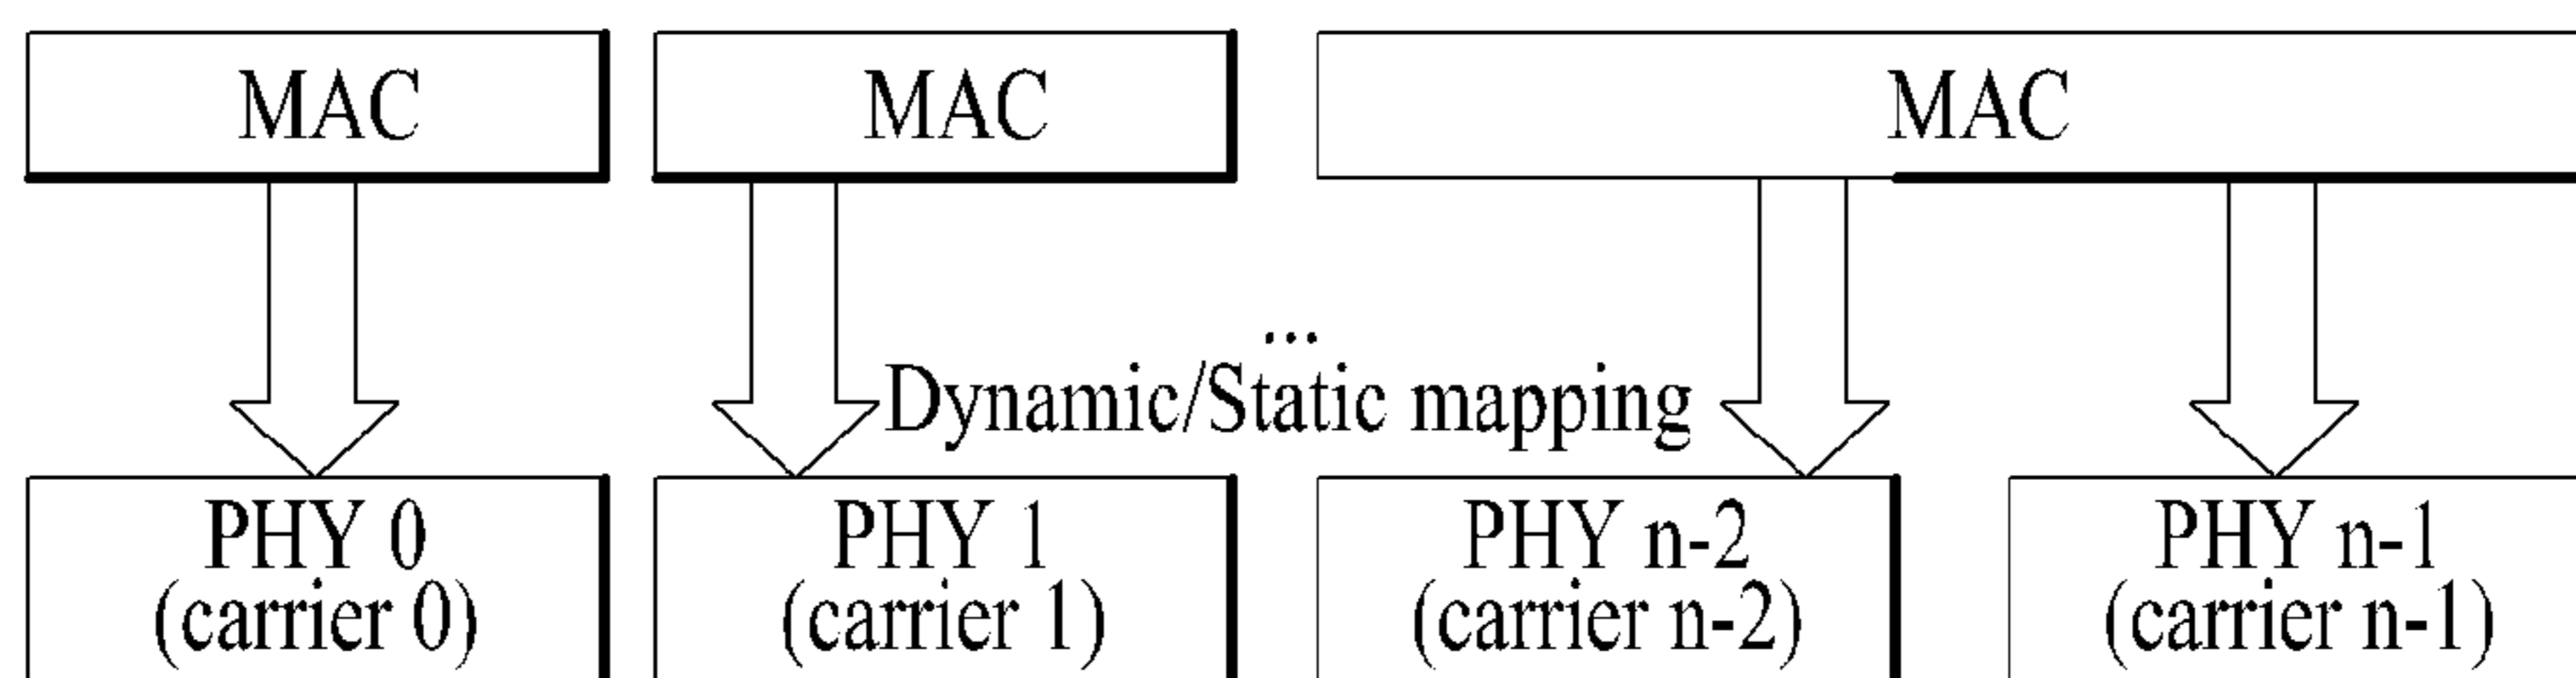 MAC
MAC
MAC
...
Dynamic/Static mapping
PHY 0
(carrier 0)
PHY 1
(carrier 1)
PHY n-2
(carrier n-2)
PHY n-1
(carrier n-1)